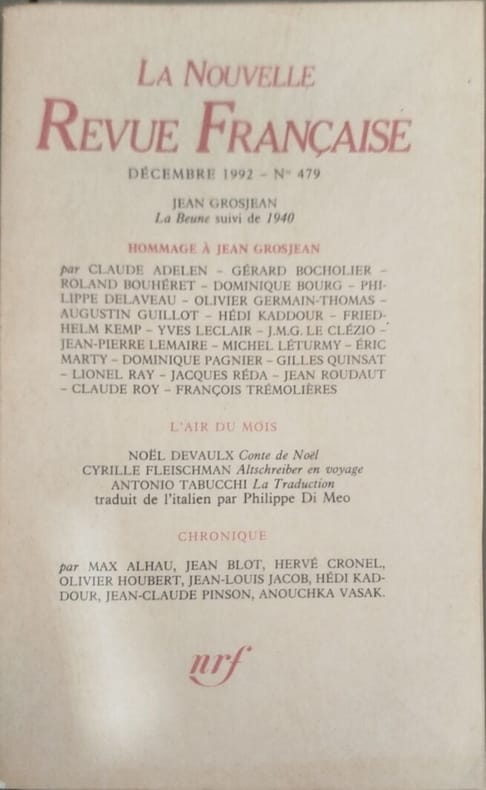 LA NOUVELLE
REVUE FRANÇAISE
DÉCEMBRE 1992 – N° 479
JEAN GROSJEAN
La Beune suivi de 1940
HOMMAGE À JEAN GROSJEAN
par CLAUDE ADELEN – GÉRARD BOCHOLIER –
ROLAND BOUHÉRET – DOMINIQUE BOURG – PHI-
LIPPE DELAVEAU – OLIVIER GERMAIN-THOMAS –
AUGUSTIN GUILLOT – HÉDI KADDOUR – FRIED-
HELM KEMP – YVES LECLAIR – J.M.G. LE CLÉZIO –
JEAN-PIERRE LEMAIRE – MICHEL LÉTURMY – ÉRIC
MARTY – DOMINIQUE PAGNIER – GILLES QUINSAT
– LIONEL RAY – JACQUES RÉDA – JEAN ROUDAUT
– CLAUDE ROY – FRANÇOIS TRÉMOLIÈRES
L'AIR DU MOIS
NOËL DEVAULX Conte de Noël
CYRILLE FLEISCHMAN Altschreiber en voyage
ANTONIO TABUCCHI La Traduction
traduit de l'italien par Philippe Di Meo
CHRONIQUE
par MAX ALHAU, JEAN BLOT, HERVÉ CRONEL,
OLIVIER HOUBERT, JEAN-LOUIS JACOB, HÉDI KAD-
DOUR, JEAN-CLAUDE PINSON, ANOUCHKA VASAK.
nrf